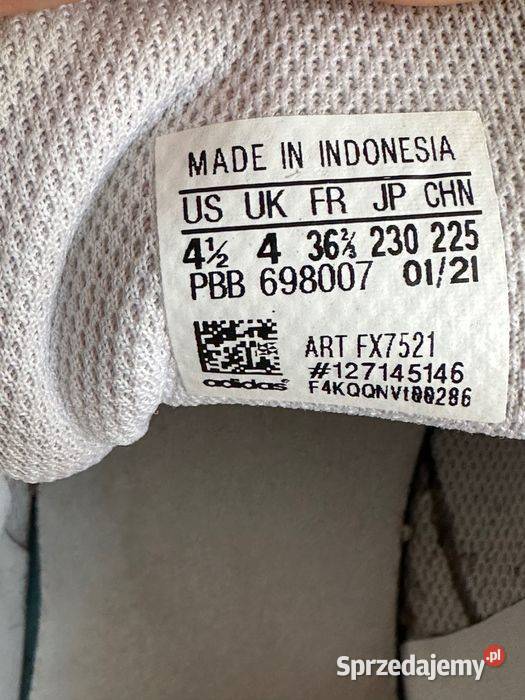 MADE IN INDONESIA
US UK FR JP CHN
4½ 4 36⅔ 230 225
PBB 698007 01/21
ART FX7521
#127145146
adidas
F4KQQNVt00286
Sprzedajemy.pl